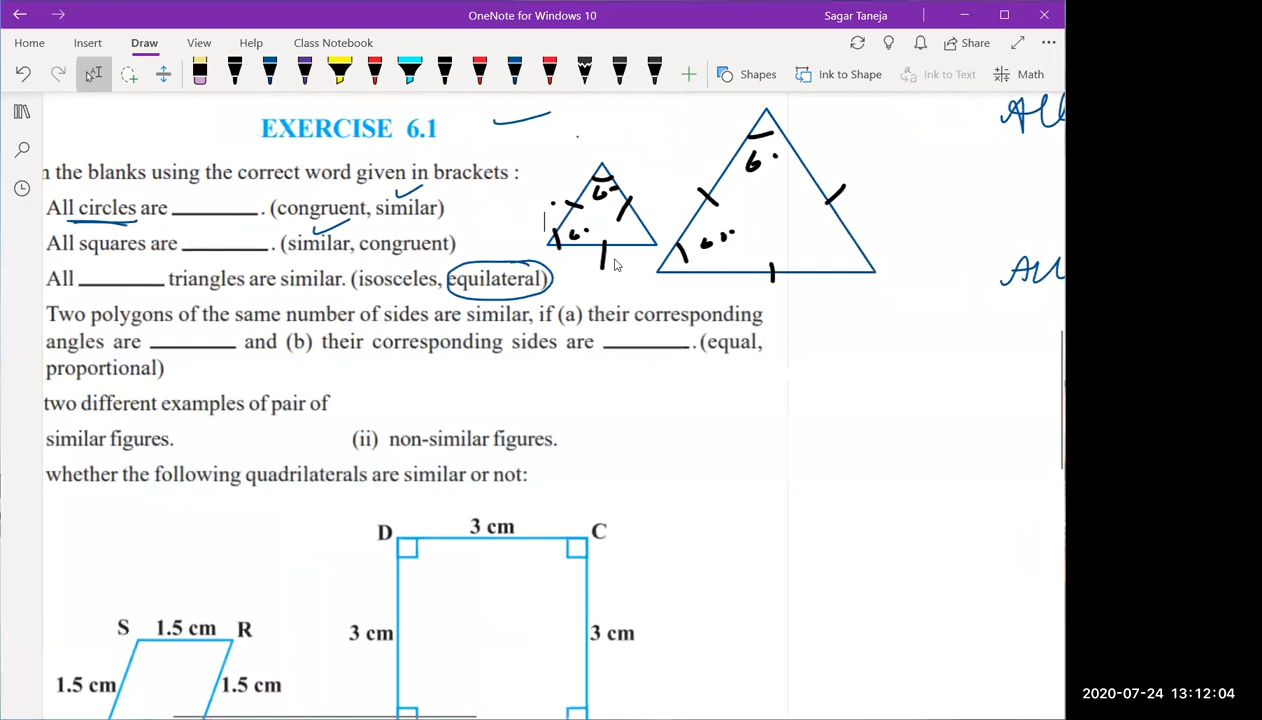 OneNote for Windows 10
Sagar Taneja
Home Insert Draw View Help Class Notebook
Share
Shapes Ink to Shape Ink to Text Math
EXERCISE 6.1
n the blanks using the correct word given in brackets :
All circles are ________. (congruent, similar)
All squares are ________. (similar, congruent)
All ________ triangles are similar. (isosceles, equilateral)
Two polygons of the same number of sides are similar, if (a) their corresponding
angles are ________ and (b) their corresponding sides are ________. (equal,
proportional)
two different examples of pair of
similar figures. (ii) non-similar figures.
whether the following quadrilaterals are similar or not:
D 3 cm C
S 1.5 cm R
3 cm 3 cm
1.5 cm 1.5 cm
All
All
2020-07-24 13:12:04